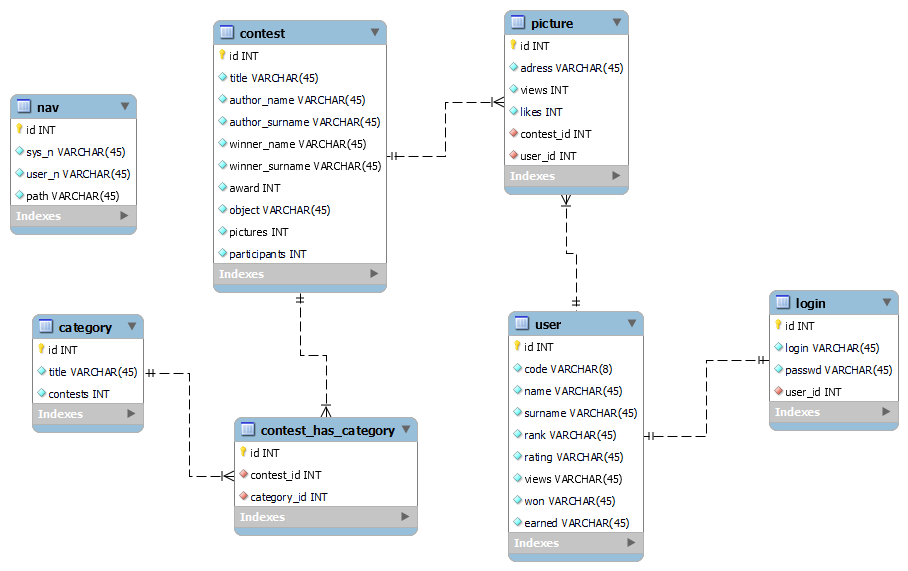 nav
id INT
sys_n VARCHAR(45)
user_n VARCHAR(45)
path VARCHAR(45)
Indexes
contest
id INT
title VARCHAR(45)
author_name VARCHAR(45)
author_surname VARCHAR(45)
winner_name VARCHAR(45)
winner_surname VARCHAR(45)
award INT
object VARCHAR(45)
pictures INT
participants INT
Indexes
picture
id INT
adress VARCHAR(45)
views INT
likes INT
contest_id INT
user_id INT
Indexes
category
id INT
title VARCHAR(45)
contests INT
Indexes
contest_has_category
id INT
contest_id INT
category_id INT
Indexes
user
id INT
code VARCHAR(8)
name VARCHAR(45)
surname VARCHAR(45)
rank VARCHAR(45)
rating VARCHAR(45)
views VARCHAR(45)
won VARCHAR(45)
earned VARCHAR(45)
Indexes
login
id INT
login VARCHAR(45)
passwd VARCHAR(45)
user_id INT
Indexes